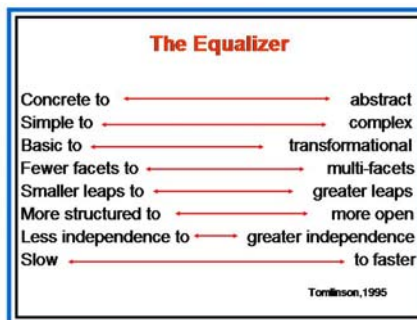 The Equalizer
Concrete to abstract
Simple to complex
Basic to transformational
Fewer facets to multi-facets
Smaller leaps to greater leaps
More structured to more open
Less independence to greater independence
Slow to faster
Tomlinson,1995